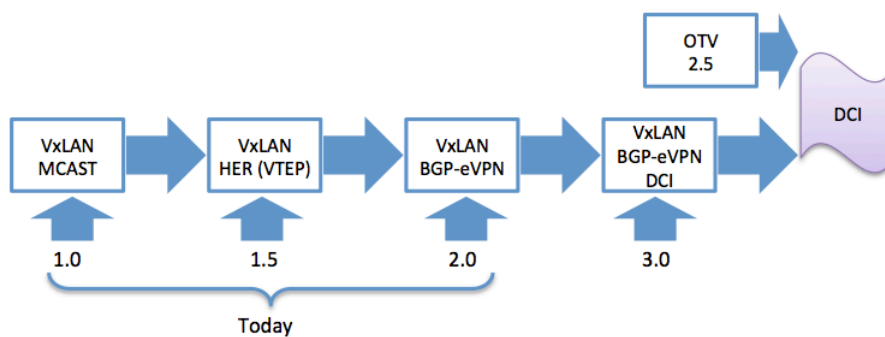 OTV
2.5
DCI
VxLAN
MCAST
VxLAN
HER (VTEP)
VxLAN
BGP-eVPN
VxLAN
BGP-eVPN
DCI
1.0
1.5
2.0
3.0
Today